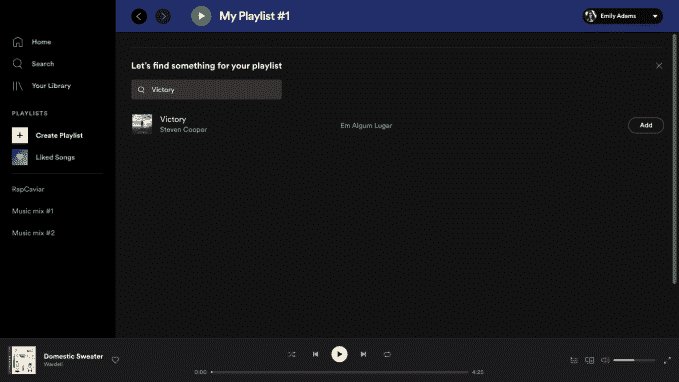 My Playlist #1
Emily Adams
Home
Search
Your Library
PLAYLISTS
Create Playlist
Liked Songs
RapCaviar
Music mix #1
Music mix #2
Let's find something for your playlist
Victory
Victory
Steven Cooper
Em Algum Lugar
Add
Domestic Sweater
Wardell
0:00
4:25